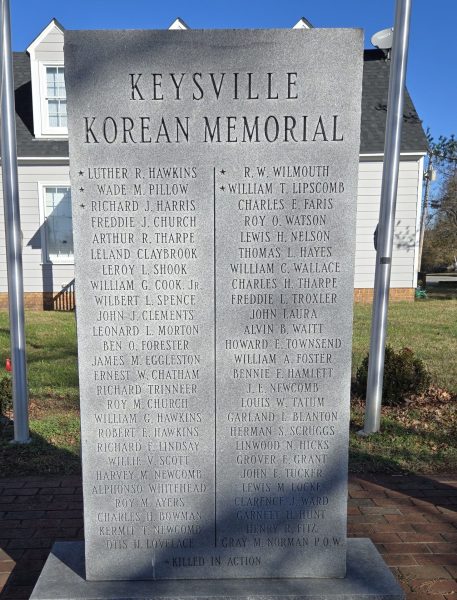 KEYSVILLE
KOREAN MEMORIAL
* LUTHER R. HAWKINS
* WADE M. PILLOW
* RICHARD J. HARRIS
FREDDIE J. CHURCH
ARTHUR R. THARPE
LELAND CLAYBROOK
LEROY L. SHOOK
WILLIAM G. COOK, JR.
WILBERT L. SPENCE
JOHN J. CLEMENTS
LEONARD L. MORTON
BEN O. FORESTER
JAMES M. EGGLESTON
ERNEST W. CHATHAM
RICHARD TRINNEER
ROY M. CHURCH
WILLIAM G. HAWKINS
ROBERT E. HAWKINS
RICHARD E. LINDSAY
WILLIE V. SCOTT
HARVEY M. NEWCOMB
ALPHONSO WHITEHEAD
ROY M. AYERS
CHARLES H. BOWMAN
KERMIT T. NEWCOMB
OTIS H. LOVELACE
* R. W. WILMOUTH
* WILLIAM T. LIPSCOMB
CHARLES E. FARIS
ROY O. WATSON
LEWIS H. NELSON
THOMAS L. HAYES
WILLIAM C. WALLACE
CHARLES H. THARPE
FREDDIE L. TROXLER
JOHN LAURA
ALVIN B. WAITT
HOWARD E. TOWNSEND
WILLIAM A. FOSTER
BENNIE F. HAMLETT
J. E. NEWCOMB
LOUIS W. TATUM
GARLAND L. BLANTON
HERMAN S. SCRUGGS
LINWOOD N. HICKS
GROVER E. GRANT
JOHN E. TUCKER
LEWIS M. LOCKE
CLARENCE J. WARD
GARNETT H. HUNT
HENRY R. FITZ
GRAY M. NORMAN P.O.W.
* KILLED IN ACTION